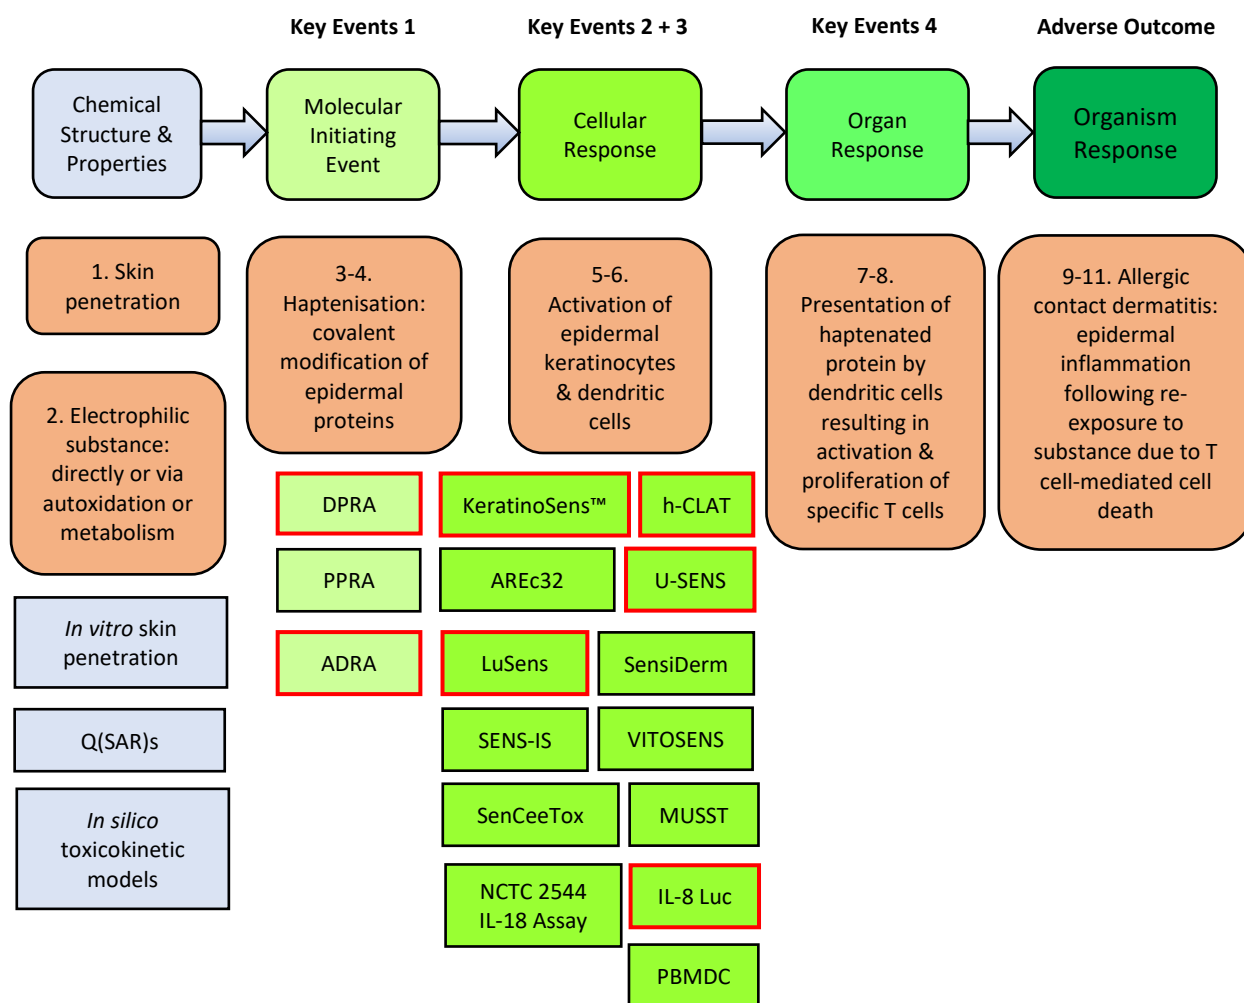 Key Events 1
Key Events 2 + 3
Key Events 4
Adverse Outcome
Chemical
Structure &
Properties
Molecular
Initiating
Event
Cellular
Response
Organ
Response
Organism
Response
1. Skin
penetration
2. Electrophilic
substance:
directly or via
autoxidation or
metabolism
In vitro skin
penetration
Q(SAR)s
In silico
toxicokinetic
models
3-4.
Haptenisation:
covalent
modification of
epidermal
proteins
DPRA
PPRA
ADRA
5-6.
Activation of
epidermal
keratinocytes
& dendritic
cells
KeratinoSens™
h-CLAT
AREc32
U-SENS
LuSens
SensiDerm
SENS-IS
VITOSENS
SenCeeTox
MUSST
NCTC 2544
IL-18 Assay
IL-8 Luc
PBMDC
7-8.
Presentation of
haptenated
protein by
dendritic cells
resulting in
activation &
proliferation of
specific T cells
9-11. Allergic
contact dermatitis:
epidermal
inflammation
following re-
exposure to
substance due to T
cell-mediated cell
death